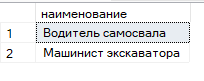 наименование
1 Водитель самосвала
2 Машинист экскаватора